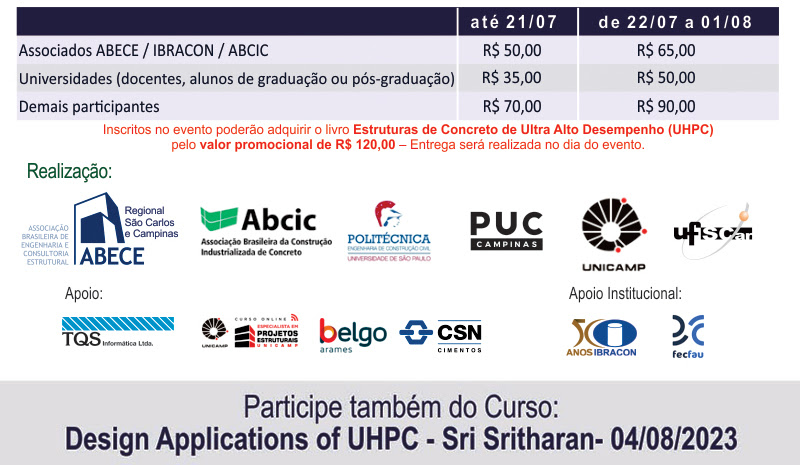 até 21/07 de 22/07 a 01/08
Associados ABECE / IBRACON / ABCIC R$ 50,00 R$ 65,00
Universidades (docentes, alunos de graduação ou pós-graduação) R$ 35,00 R$ 50,00
Demais participantes R$ 70,00 R$ 90,00
Inscritos no evento poderão adquirir o livro Estruturas de Concreto de Ultra Alto Desempenho (UHPC)
pelo valor promocional de R$ 120,00 – Entrega será realizada no dia do evento.
Realização:
ASSOCIAÇÃO
BRASILEIRA DE
ENGENHARIA E
CONSULTORIA
ESTRUTURAL
ABECE
Regional
São Carlos
e Campinas
Abcic
Associação Brasileira da Construção
Industrializada de Concreto
POLITÉCNICA
ENGENHARIA DE CONSTRUÇÃO CIVIL
UNIVERSIDADE DE SÃO PAULO
PUC
CAMPINAS
UNICAMP
ufscar
Apoio:
TQS Informática Ltda.
UNICAMP
CURSO ONLINE
ESPECIALISTA EM
PROJETOS
ESTRUTURAIS
UNICAMP
belgo
arames
CSN
CIMENTOS
Apoio Institucional:
50
ANOS IBRACON
fecfau
Participe também do Curso:
Design Applications of UHPC - Sri Sritharan- 04/08/2023